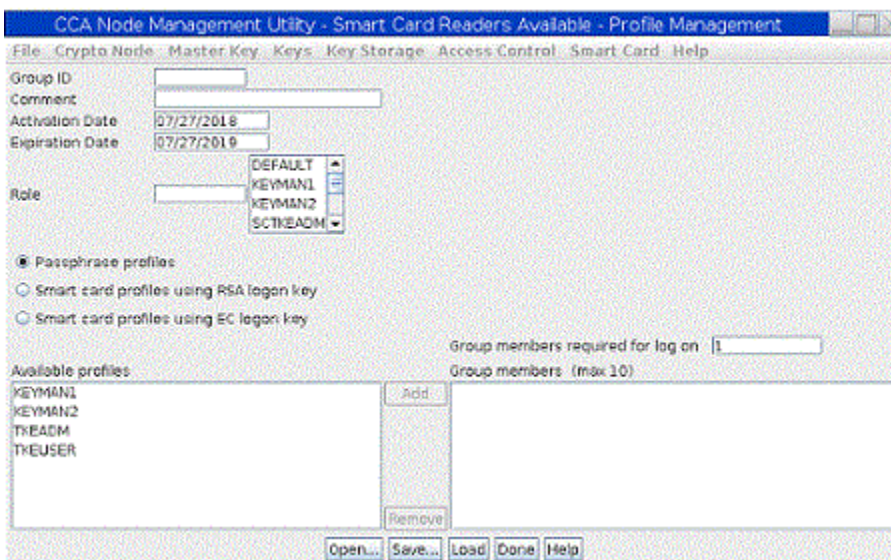 CCA Node Management Utility - Smart Card Readers Available - Profile Management
File Crypto Node Master Key Keys Key Storage Access Control Smart Card Help
Group ID
Comment
Activation Date 07/27/2018
Expiration Date 07/27/2019
Role
DEFAULT
KEYMAN1
KEYMAN2
SCTKEADM
Passphrase profiles
Smart card profiles using RSA logon key
Smart card profiles using EC logon key
Group members required for log on 1
Available profiles
KEYMAN1
KEYMAN2
TKEADM
TKEUSER
Add
Remove
Group members (max 10)
Open... Save... Load Done Help